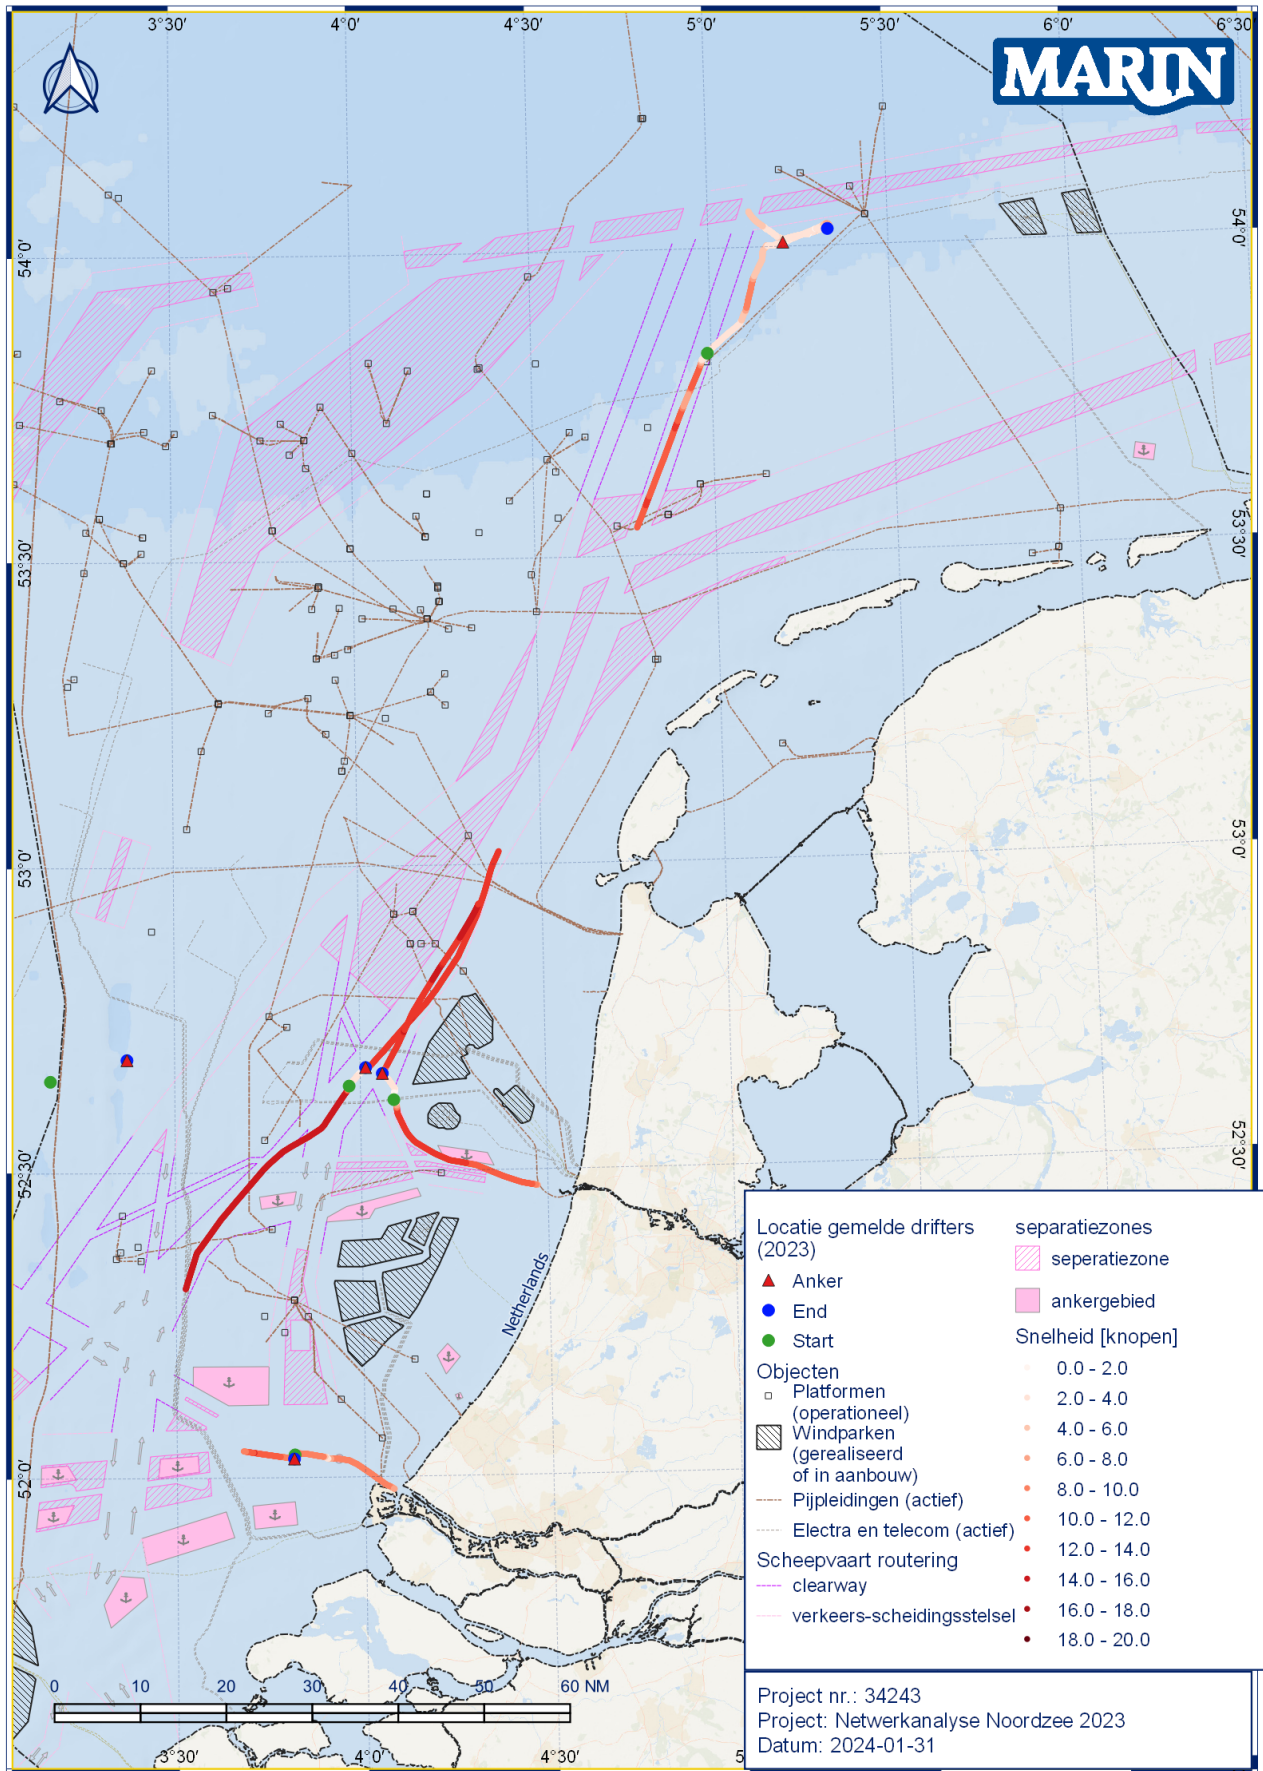 3°30' 4°0' 4°30' 5°0' 5°30' 6°0' 6°30'
MARIN
54°0' 54°0'
53°30' 53°30'
53°0' 53°0'
52°30' 52°30'
52°0'
Netherlands
Locatie gemelde drifters
(2023)
Anker
End
Start
Objecten
Platformen
(operationeel)
Windparken
(gerealiseerd
of in aanbouw)
Pijpleidingen (actief)
Electra en telecom (actief)
Scheepvaart routering
clearway
verkeers-scheidingsstelsel
separatiezones
seperatiezone
ankergebied
Snelheid [knopen]
0.0 - 2.0
2.0 - 4.0
4.0 - 6.0
6.0 - 8.0
8.0 - 10.0
10.0 - 12.0
12.0 - 14.0
14.0 - 16.0
16.0 - 18.0
18.0 - 20.0
0 10 20 30 40 50 60 NM
Project nr.: 34243
Project: Netwerkanalyse Noordzee 2023
Datum: 2024-01-31
3°30' 4°0' 4°30' 5